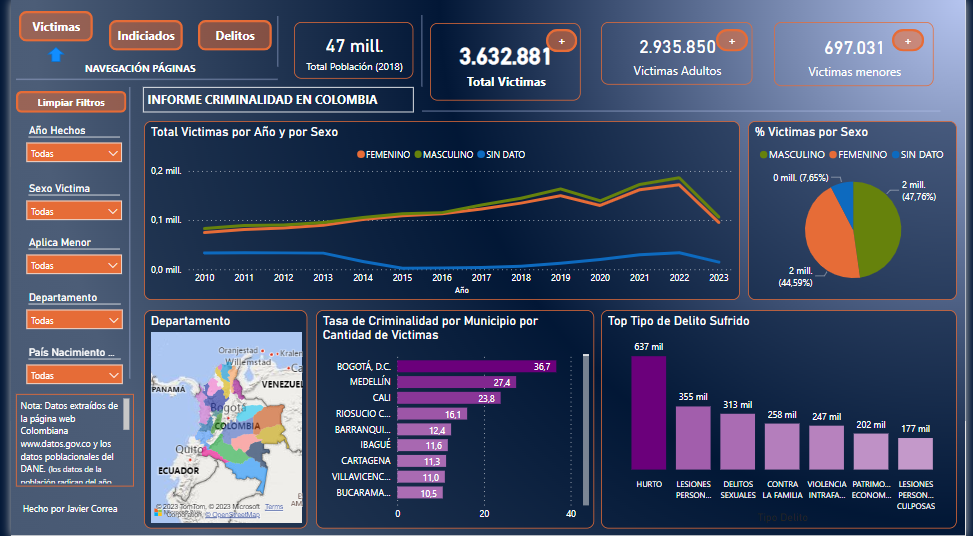 Victimas
Indiciados
Delitos
NAVEGACIÓN PÁGINAS
47 mill.
Total Población (2018)
3.632.881
+
Total Victimas
2.935.850
+
Victimas Adultos
697.031
+
Victimas menores
Limpiar Filtros
INFORME CRIMINALIDAD EN COLOMBIA
Año Hechos
Todas
Sexo Victima
Todas
Aplica Menor
Todas
Departamento
Todas
País Nacimiento ...
Todas
Nota: Datos extraídos de
la página web
Colombiana
www.datos.gov.co y los
datos poblacionales del
DANE. (los datos de la
población radican del año
Hecho por Javier Correa
Total Victimas por Año y por Sexo
FEMENINO MASCULINO SIN DATO
0,2 mill.
0,1 mill.
0,0 mill.
2010 2011 2012 2013 2014 2015 2016 2017 2018 2019 2020 2021 2022 2023
Año
% Victimas por Sexo
MASCULINO FEMENINO SIN DATO
0 mill. (7,65%)
2 mill.
(47,76%)
2 mill.
(44,59%)
Departamento
Oranjestad
Kralen
Willemstad
Ca
PANAMÁ
VENEZUEL
Bogotá
COLOMBIA
Quito
ECUADOR
EM
AM
© 2023 TomTom, © 2023 Microsoft
Corporation, © OpenStreetMap
Terms
Microsoft
Tasa de Criminalidad por Municipio por
Cantidad de Victimas
BOGOTÁ, D.C. 36,7
MEDELLÍN 27,4
CALI 23,8
RIOSUCIO C... 16,1
BARRANQUI... 12,4
IBAGUÉ 11,6
CARTAGENA 11,3
VILLAVICENC... 11,0
BUCARAMA... 10,5
0 20 40
Top Tipo de Delito Sufrido
637 mil
355 mil
313 mil
258 mil
247 mil
202 mil
177 mil
HURTO
LESIONES
PERSON...
DELITOS
SEXUALES
CONTRA
LA FAMILIA
VIOLENCIA
INTRAFA...
PATRIMO...
ECONOM...
LESIONES
PERSON...
CULPOSAS
Tipo Delito